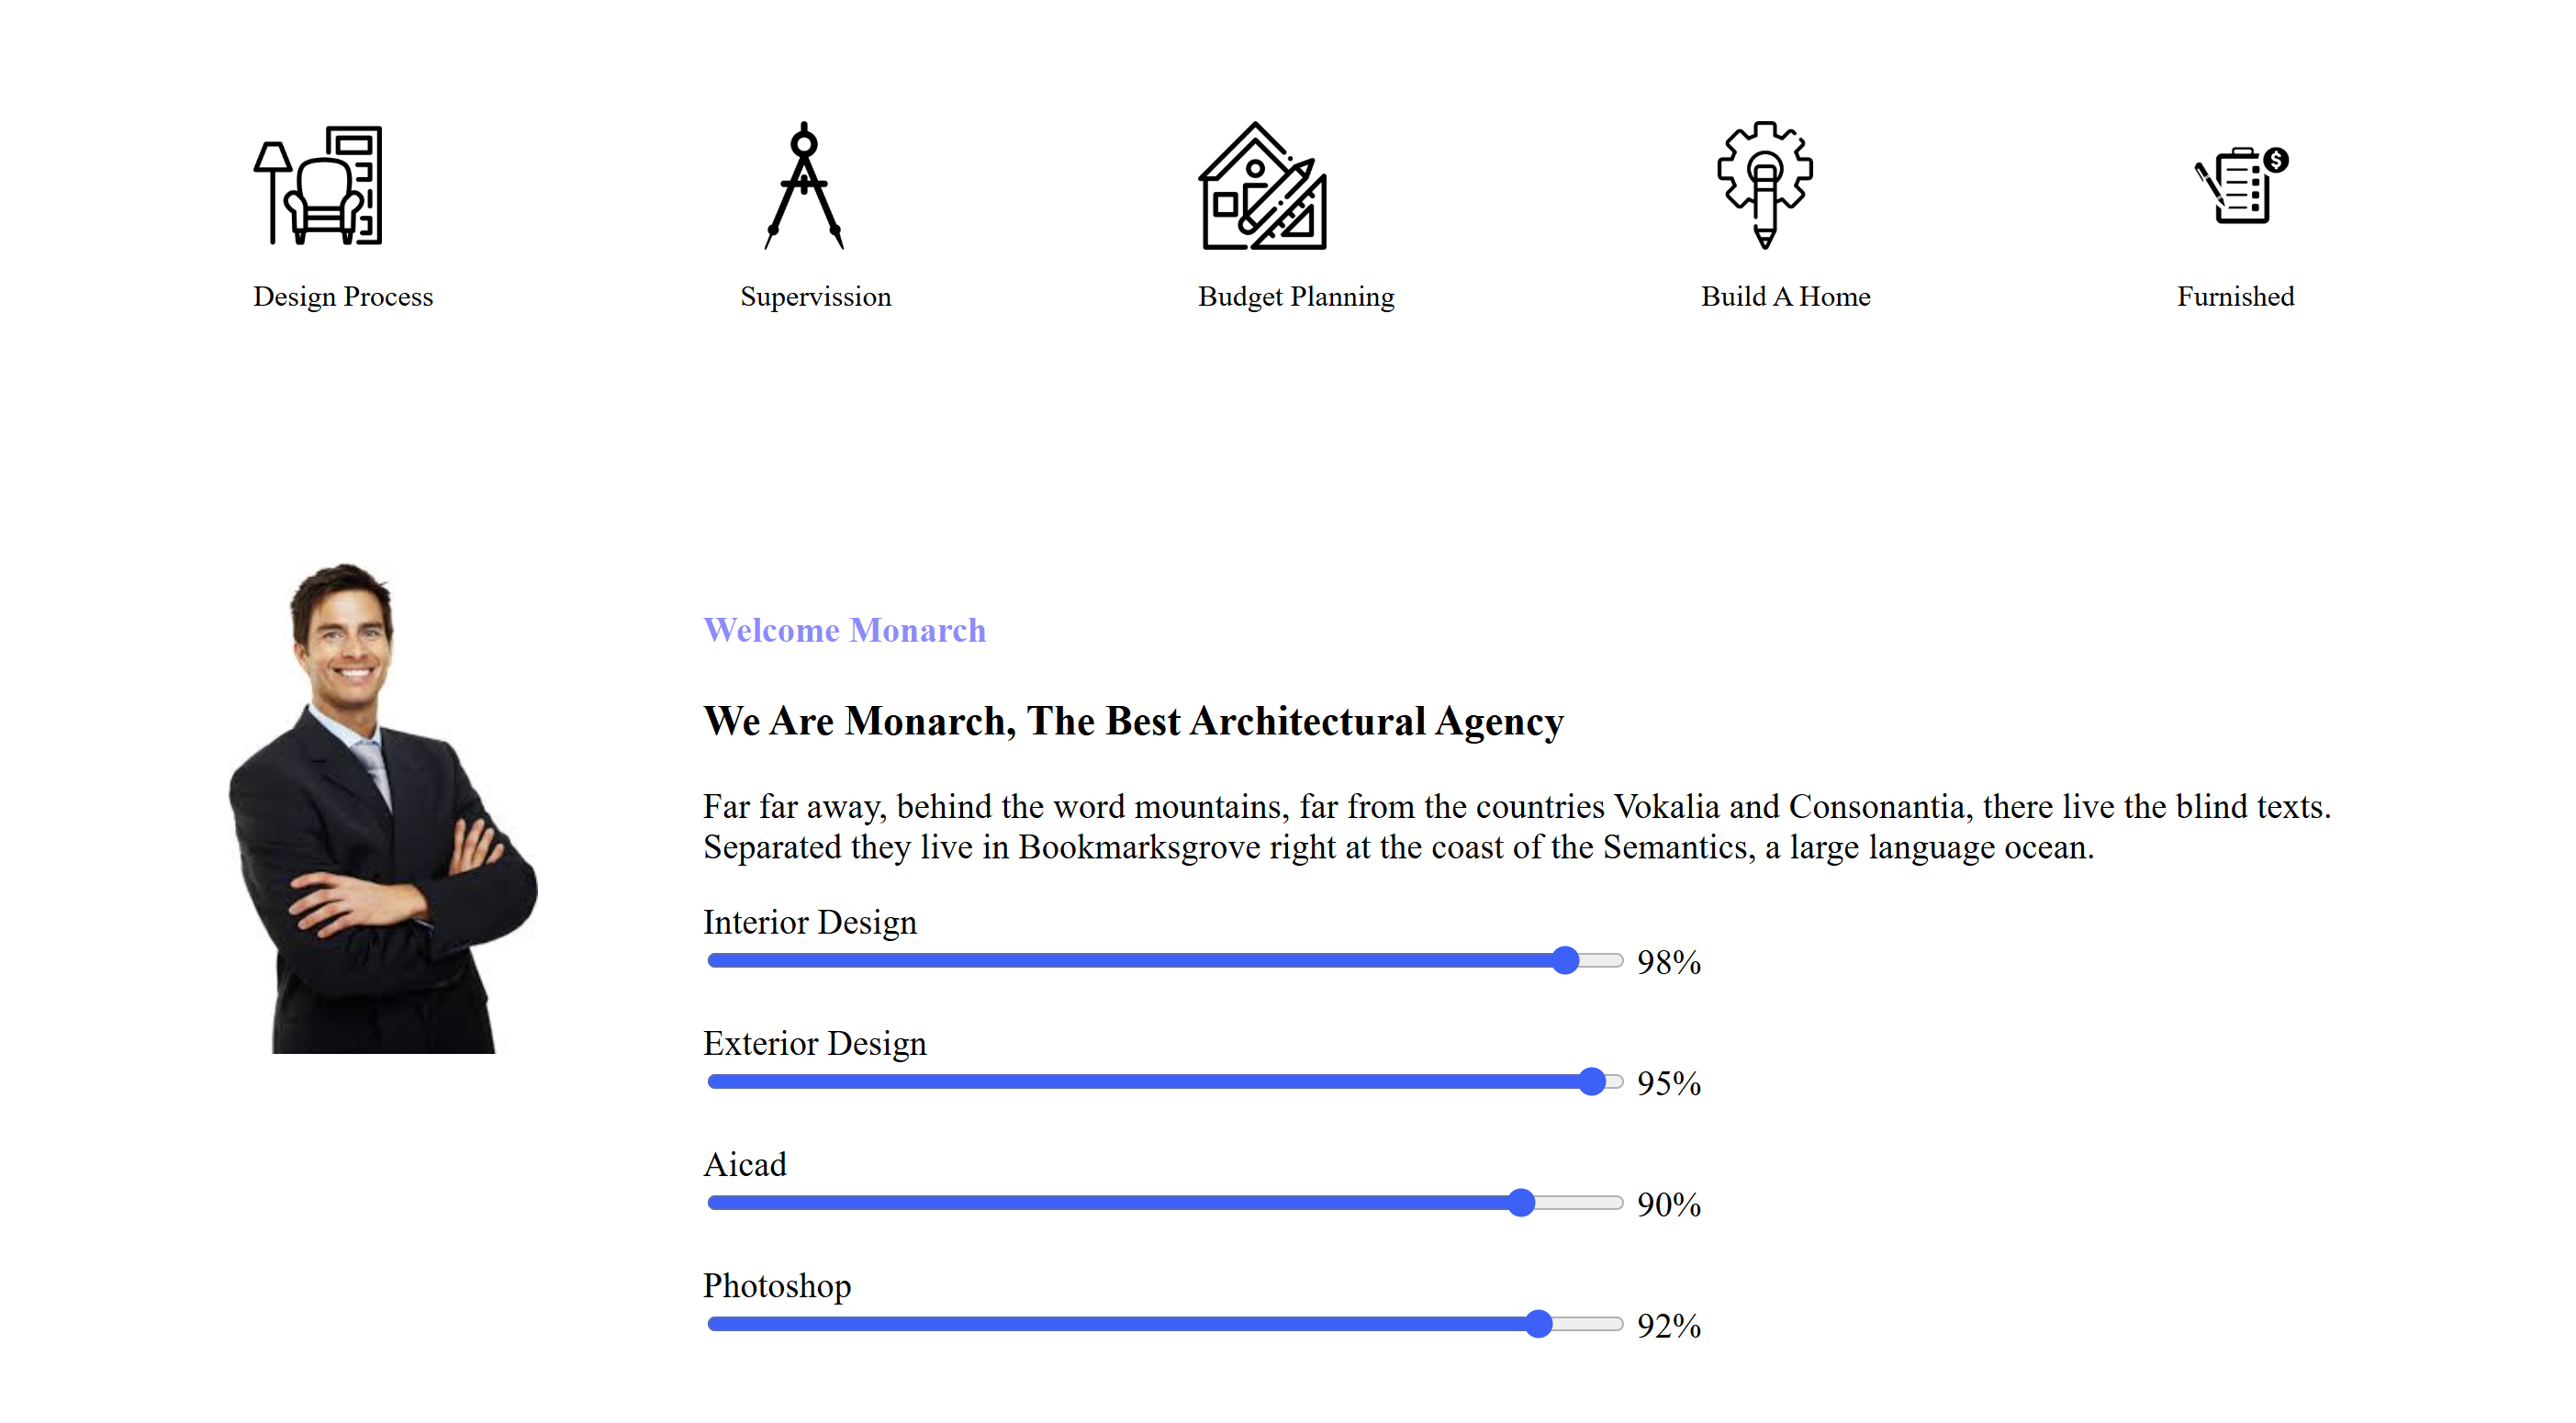 Design Process
Supervission
Budget Planning
Build A Home
Furnished
Welcome Monarch
We Are Monarch, The Best Architectural Agency
Far far away, behind the word mountains, far from the countries Vokalia and Consonantia, there live the blind texts.
Separated they live in Bookmarksgrove right at the coast of the Semantics, a large language ocean.
Interior Design
98%
Exterior Design
95%
Aicad
90%
Photoshop
92%